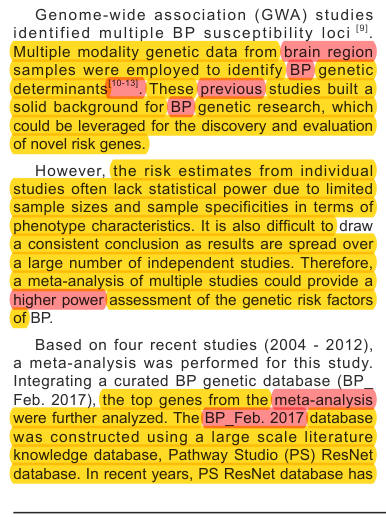 Genome-wide association (GWA) studies
identified multiple BP susceptibility loci [9].
Multiple modality genetic data from brain region
samples were employed to identify BP genetic
determinants[10-13]. These previous studies built a
solid background for BP genetic research, which
could be leveraged for the discovery and evaluation
of novel risk genes.
However, the risk estimates from individual
studies often lack statistical power due to limited
sample sizes and sample specificities in terms of
phenotype characteristics. It is also difficult to draw
a consistent conclusion as results are spread over
a large number of independent studies. Therefore,
a meta-analysis of multiple studies could provide a
higher power assessment of the genetic risk factors
of BP.
Based on four recent studies (2004 - 2012),
a meta-analysis was performed for this study.
Integrating a curated BP genetic database (BP_
Feb. 2017), the top genes from the meta-analysis
were further analyzed. The BP_Feb. 2017 database
was constructed using a large scale literature
knowledge database, Pathway Studio (PS) ResNet
database. In recent years, PS ResNet database has